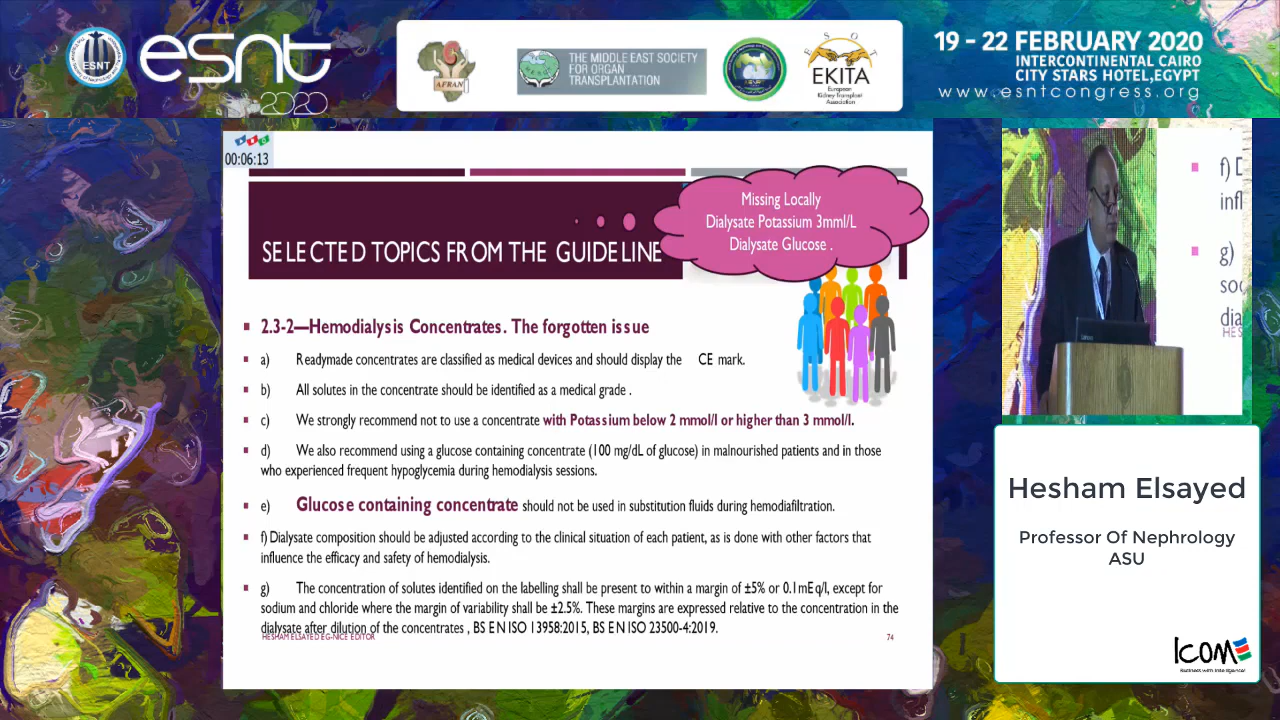 ESNT
esnt
2020
AFRAN
THE MIDDLE EAST SOCIETY
FOR ORGAN
TRANSPLANTATION
E S O T
EKITA
European
Kidney Transplant
Association
19 - 22 FEBRUARY 2020
INTERCONTINENTAL CAIRO
CITY STARS HOTEL,EGYPT
www.esntcongress.org
00:06:13
Missing Locally
Dialysate Potassium 3mml/L
Dialysate Glucose .
SELECTED TOPICS FROM THE GUIDELINE
2.3-2—Hemodialysis Concentrates. The forgotten issue
a) Readymade concentrates are classified as medical devices and should display the CE mark.
b) All solutes in the concentrate should be identified as a medical grade .
c) We strongly recommend not to use a concentrate with Potassium below 2 mmol/l or higher than 3 mmol/l.
d) We also recommend using a glucose containing concentrate (100 mg/dL of glucose) in malnourished patients and in those
who experienced frequent hypoglycemia during hemodialysis sessions.
e) Glucose containing concentrate should not be used in substitution fluids during hemodiafiltration.
f) Dialysate composition should be adjusted according to the clinical situation of each patient, as is done with other factors that
influence the efficacy and safety of hemodialysis.
g) The concentration of solutes identified on the labelling shall be present to within a margin of ±5% or 0.1mEq/l, except for
sodium and chloride where the margin of variability shall be ±2.5%. These margins are expressed relative to the concentration in the
dialysate after dilution of the concentrates , BS EN ISO 13958:2015, BS EN ISO 23500-4:2019.
HESHAM ELSAYED EG-NICE EDITOR
74
f) D
infl
g)
soc
dia
HES
Hesham Elsayed
Professor Of Nephrology
ASU
Icom
Business with Intelligence